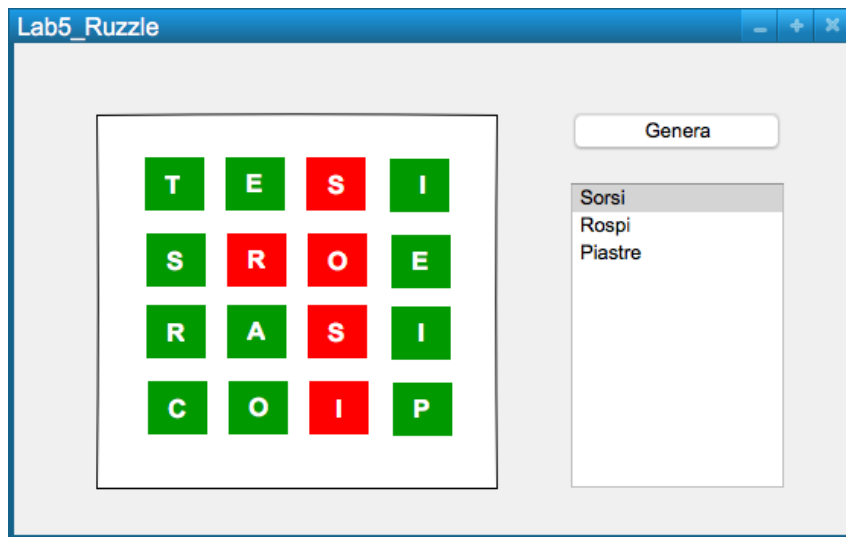 Lab5_Ruzzle
Genera
T E S I
S R O E
R A S I
C O I P
Sorsi
Rospi
Piastre